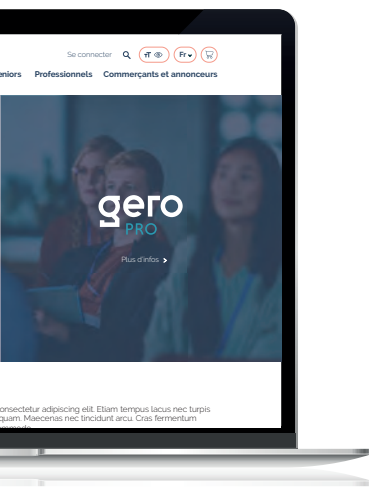 Se connecter TT Fr
eniors Professionnels Commerçants et annonceurs
gero
PRO
Plus d'infos
onsectetur adipiscing elit. Etiam tempus lacus nec turpis
quam. Maecenas nec tincidunt arcu. Cras fermentum